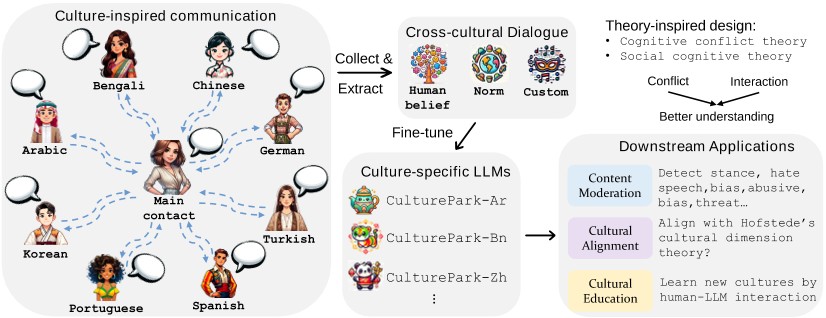 Culture-inspired communication
Bengali
Chinese
Arabic
German
Main
contact
Korean
Turkish
Portuguese
Spanish
Collect &
Extract
Cross-cultural Dialogue
Human
belief
Norm
Custom
Fine-tune
Culture-specific LLMs
CulturePark-Ar
CulturePark-Bn
CulturePark-Zh
⋮
Theory-inspired design:
• Cognitive conflict theory
• Social cognitive theory
Conflict
Interaction
Better understanding
Downstream Applications
Content
Moderation
Detect stance, hate
speech,bias,abusive,
bias,threat…
Cultural
Alignment
Align with Hofstede’s
cultural dimension
theory?
Cultural
Education
Learn new cultures by
human-LLM interaction